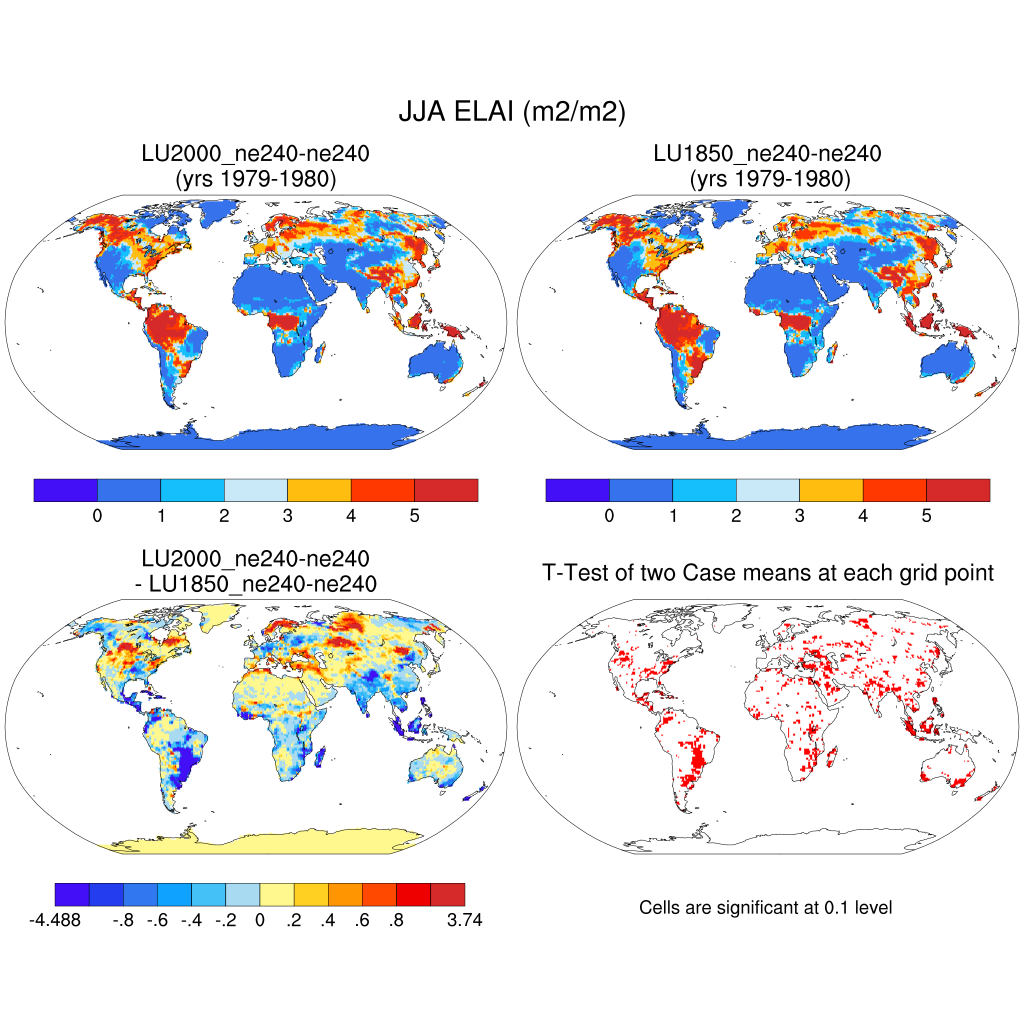 JJA ELAI (m2/m2)
LU2000_ne240-ne240
(yrs 1979-1980)
LU1850_ne240-ne240
(yrs 1979-1980)
0 1 2 3 4 5
0 1 2 3 4 5
LU2000_ne240-ne240
- LU1850_ne240-ne240
T-Test of two Case means at each grid point
-4.488 -.8 -.6 -.4 -.2 0 .2 .4 .6 .8 3.74
Cells are significant at 0.1 level